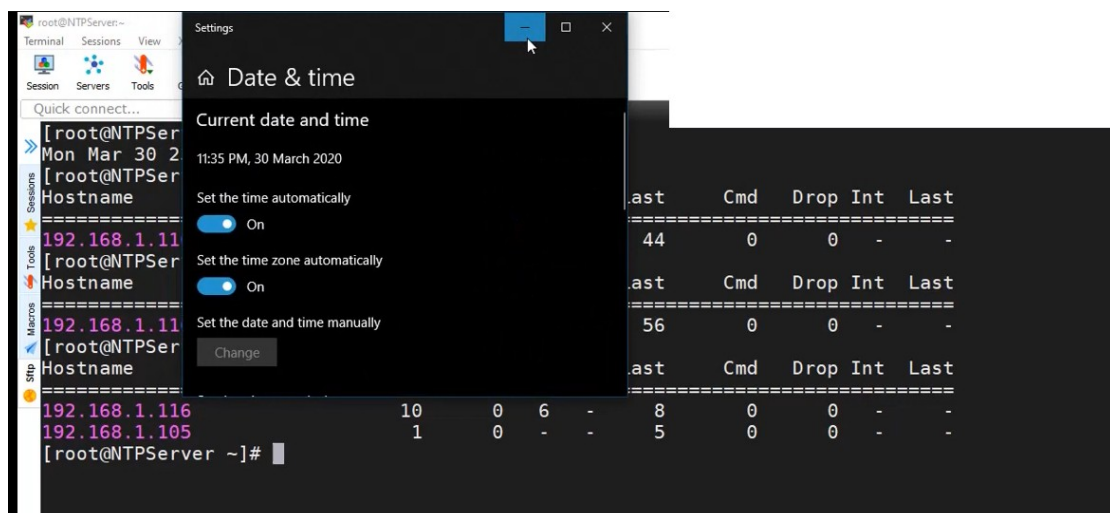 root@NTPServer:~
Terminal Sessions View
Session Servers Tools
Quick connect...
Settings
Date & time
Current date and time
11:35 PM, 30 March 2020
Set the time automatically
On
Set the time zone automatically
On
Set the date and time manually
Change
[root@NTPSer
Mon Mar 30 2
[root@NTPSer
Hostname Last Cmd Drop Int Last
======================================================================
192.168.1.11 44 0 0 - -
[root@NTPSer
Hostname Last Cmd Drop Int Last
======================================================================
192.168.1.11 56 0 0 - -
[root@NTPSer
Hostname Last Cmd Drop Int Last
======================================================================
192.168.1.116 10 0 6 - 8 0 0 - -
192.168.1.105 1 0 - - 5 0 0 - -
[root@NTPServer ~]#
Sessions
Tools
Macros
Sftp